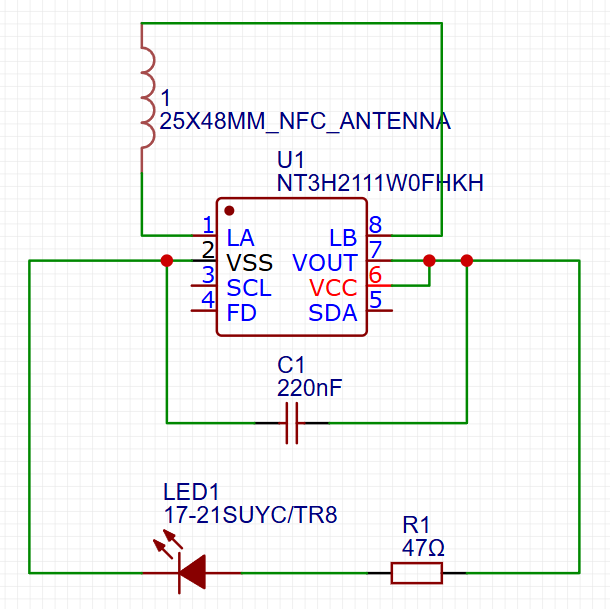 1
25X48MM_NFC_ANTENNA
U1
NT3H2111W0FHKH
1 LA LB 8
2 VSS VOUT 7
3 SCL VCC 6
4 FD SDA 5
C1
220nF
LED1
17-21SUYC/TR8
R1
47Ω